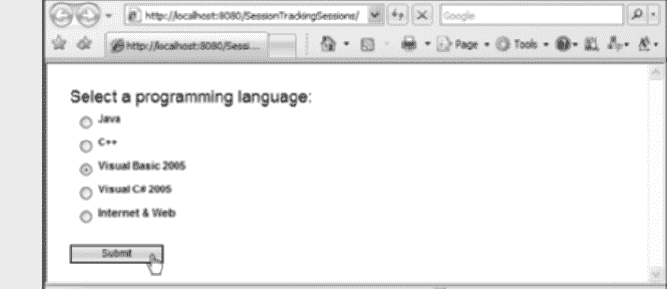 http://localhost:8080/SessionTrackingSessions/
Google
http://localhost:8080/Sessi...
Page
Tools
Select a programming language:
Java
C++
Visual Basic 2005
Visual C# 2005
Internet & Web
Submit